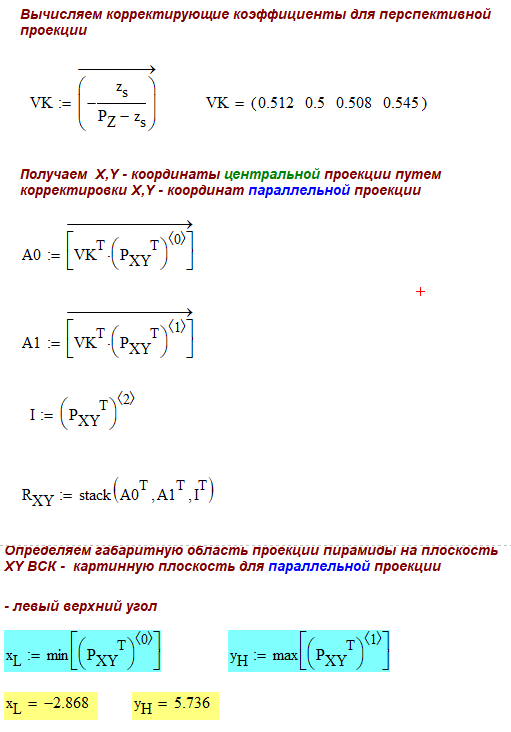 Вычисляем корректирующие коэффициенты для перспективной
проекции
VK := (− z_s / (P_Z − z_s)) VK = (0.512 0.5 0.508 0.545)
Получаем X,Y - координаты центральной проекции путем
корректировки X,Y - координат параллельной проекции
A0 := [VK^T · (P_XY^T)^⟨0⟩]
A1 := [VK^T · (P_XY^T)^⟨1⟩]
I := (P_XY^T)^⟨2⟩
R_XY := stack(A0^T, A1^T, I^T)
Определяем габаритную область проекции пирамиды на плоскость
XY ВСК - картинную плоскость для параллельной проекции
- левый верхний угол
x_L := min[(P_XY^T)^⟨0⟩] y_H := max[(P_XY^T)^⟨1⟩]
x_L = −2.868 y_H = 5.736